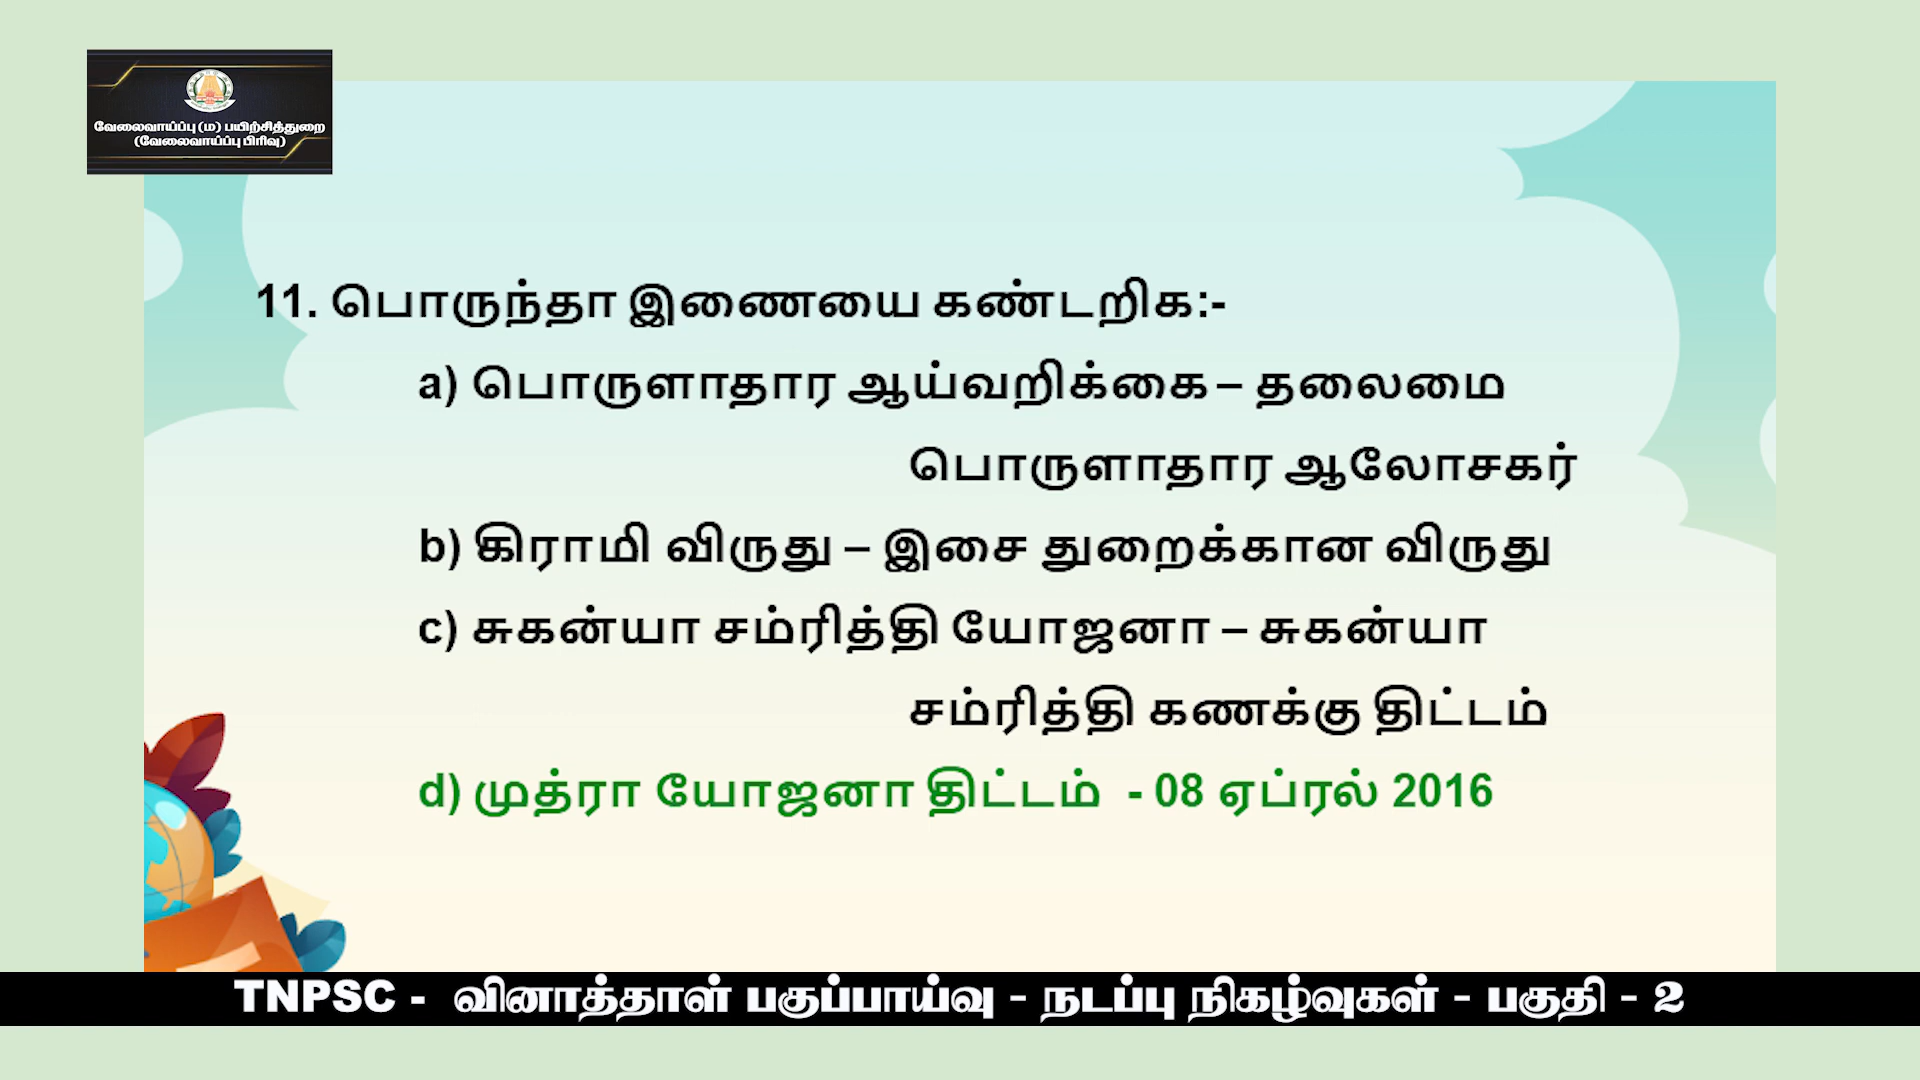 வேலைவாய்ப்பு (ம) பயிற்சித்துறை
(வேலைவாய்ப்பு பிரிவு)
11. பொருந்தா இணையை கண்டறிக:-
a) பொருளாதார ஆய்வறிக்கை – தலைமை
பொருளாதார ஆலோசகர்
b) கிராமி விருது – இசை துறைக்கான விருது
c) சுகன்யா சம்ரித்தி யோஜனா – சுகன்யா
சம்ரித்தி கணக்கு திட்டம்
d) முத்ரா யோஜனா திட்டம் - 08 ஏப்ரல் 2016
TNPSC - வினாத்தாள் பகுப்பாய்வு - நடப்பு நிகழ்வுகள் - பகுதி - 2